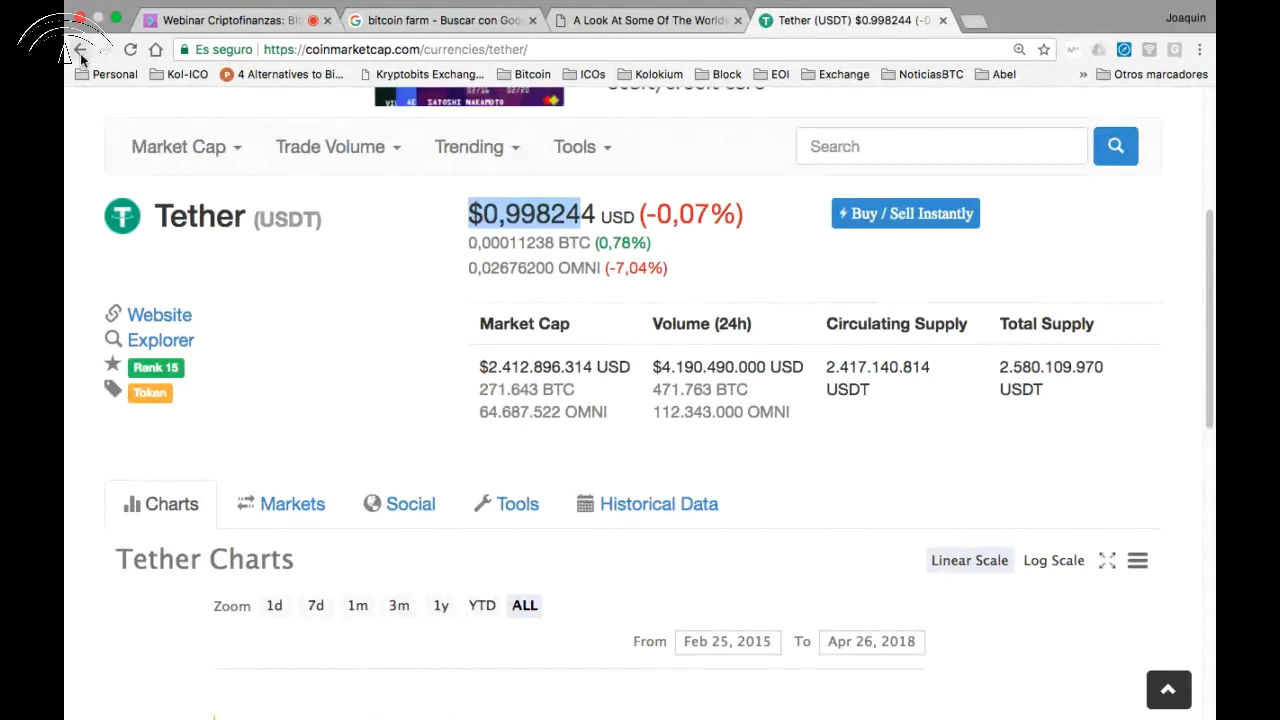 Webinar Criptofinanzas: Bit
bitcoin farm - Buscar con Goo
A Look At Some Of The Worlds
Tether (USDT) $0.998244 (-0
Joaquin
Es seguro
https://coinmarketcap.com/currencies/tether/
Personal
Kol-ICO
4 Alternatives to Bi...
Kryptobits Exchang...
Bitcoin
ICOs
Kolokium
Block
EOI
Exchange
NoticiasBTC
Abel
»
Otros marcadores
SATOSHI NAKAMOTO
Market Cap
Trade Volume
Trending
Tools
Search
Tether (USDT)
$0,998244 USD (-0,07%)
Buy / Sell Instantly
0,00011238 BTC (0,78%)
0,02676200 OMNI (-7,04%)
Website
Explorer
Rank 15
Token
Market Cap
Volume (24h)
Circulating Supply
Total Supply
$2.412.896.314 USD
271.643 BTC
64.687.522 OMNI
$4.190.490.000 USD
471.763 BTC
112.343.000 OMNI
2.417.140.814
USDT
2.580.109.970
USDT
Charts
Markets
Social
Tools
Historical Data
Tether Charts
Linear Scale
Log Scale
Zoom
1d
7d
1m
3m
1y
YTD
ALL
From
Feb 25, 2015
To
Apr 26, 2018